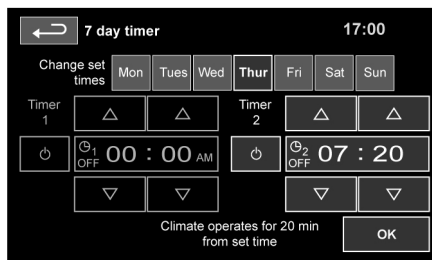 7 day timer 17:00
Change set times Mon Tues Wed Thur Fri Sat Sun
Timer 1 Timer 2
1 OFF 00 : 00 AM 2 OFF 07 : 20
Climate operates for 20 min
from set time
OK